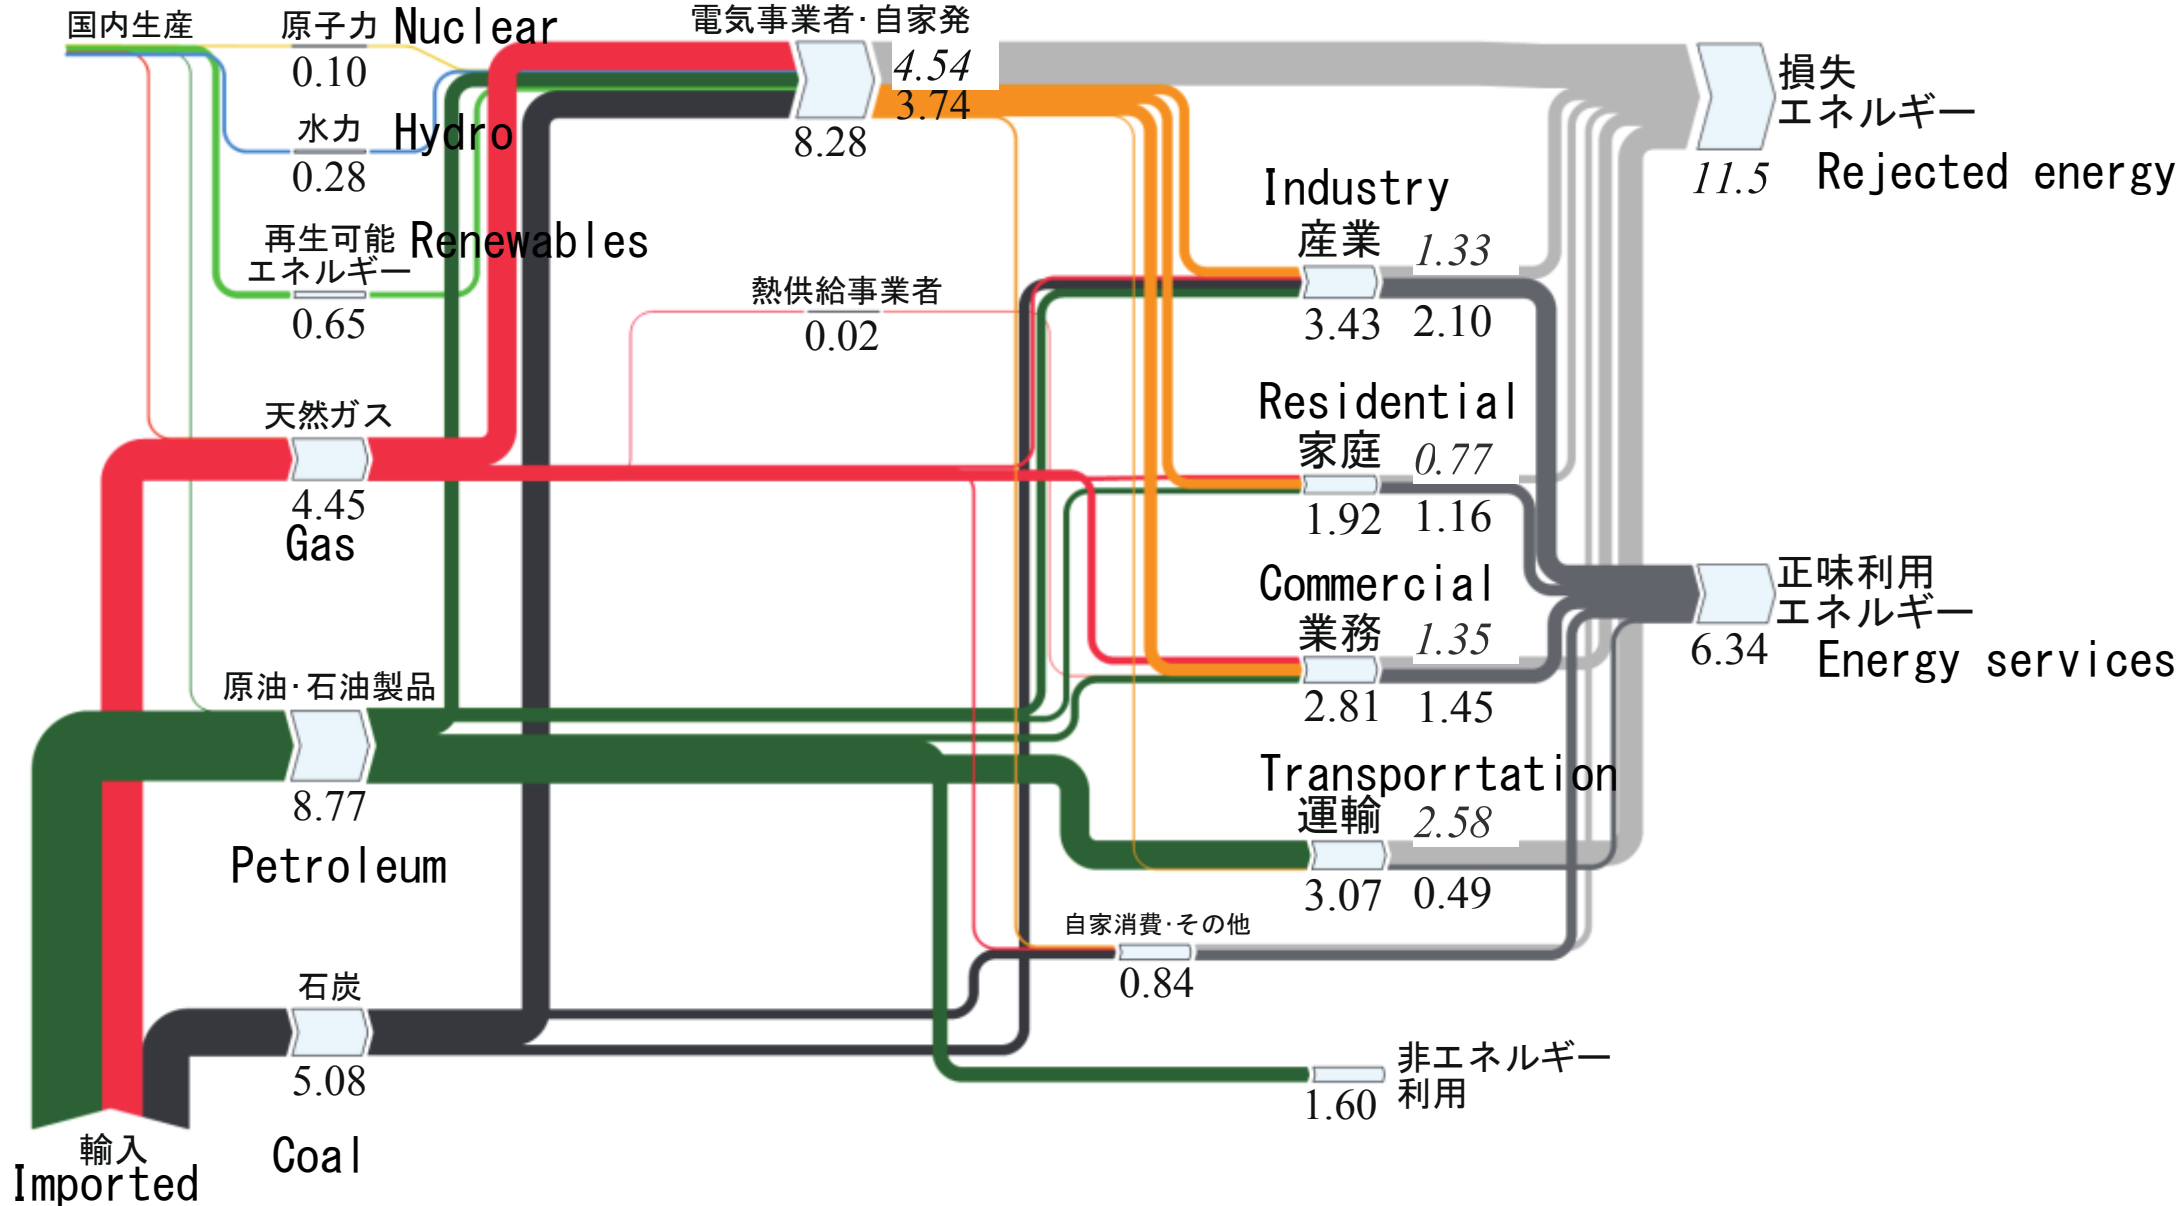 国内生産
原子力 Nuclear
0.10
水力 Hydro
0.28
再生可能 Renewables
エネルギー
0.65
天然ガス
4.45
Gas
原油・石油製品
8.77
Petroleum
石炭
5.08
Coal
輸入
Imported
電気事業者・自家発
4.54
3.74
8.28
熱供給事業者
0.02
Industry
産業 1.33
3.43 2.10
Residential
家庭 0.77
1.92 1.16
Commercial
業務 1.35
2.81 1.45
Transporrtation
運輸 2.58
3.07 0.49
自家消費・その他
0.84
非エネルギー
利用
1.60
損失
エネルギー
11.5 Rejected energy
正味利用
エネルギー
6.34 Energy services